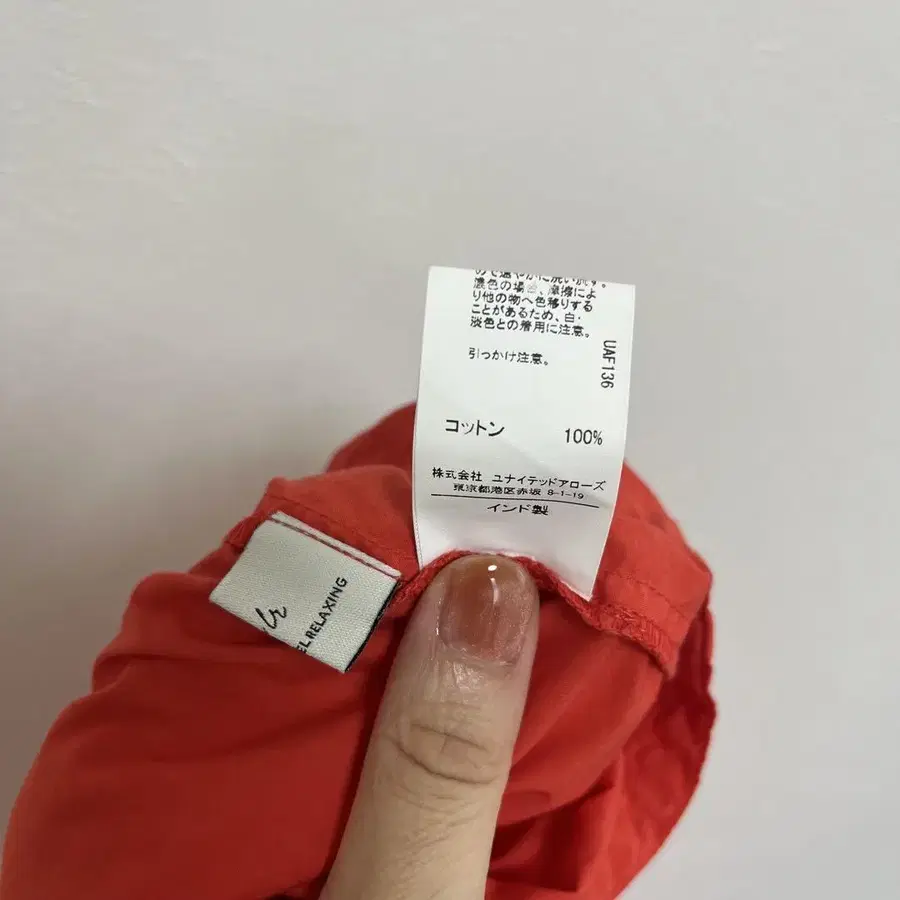 ので速やかに洗い流す。
濃色の場合、摩擦によ
り他の物へ色移りする
ことがあるため、白・
淡色との着用に注意。
引っかけ注意。
UAF136
コットン 100%
株式会社 ユナイテッドアローズ
東京都港区赤坂 8-1-19
インド製
lr
EL RELAXING